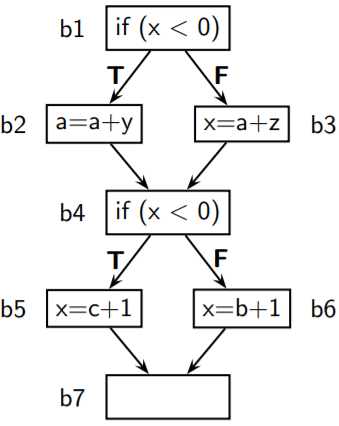 b1 if (x < 0)
T F
b2 a=a+y x=a+z b3
b4 if (x < 0)
T F
b5 x=c+1 x=b+1 b6
b7